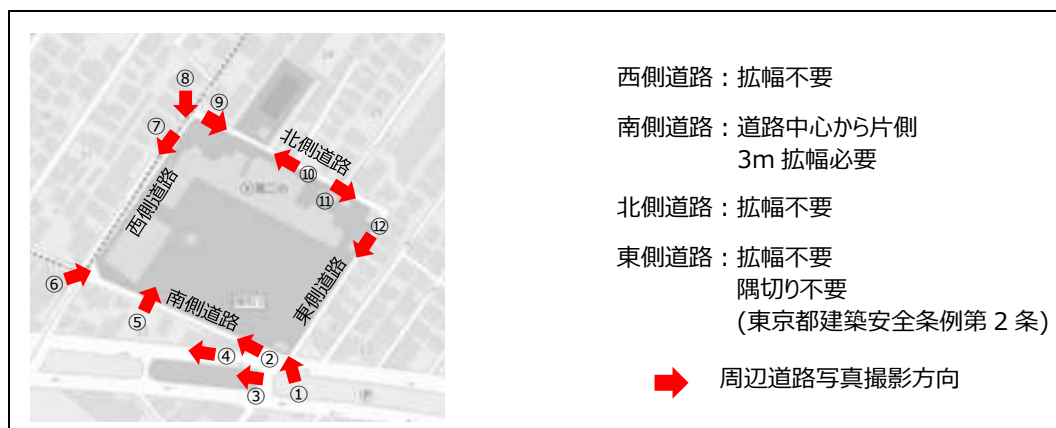 ⑧
⑨
⑦
北側道路
⑩
⑪
西側道路
⑫
東側道路
⑥
⑤
南側道路
④
②
③
①
西側道路：拡幅不要
南側道路：道路中心から片側
3m 拡幅必要
北側道路：拡幅不要
東側道路：拡幅不要
隅切り不要
(東京都建築安全条例第 2 条)
周辺道路写真撮影方向